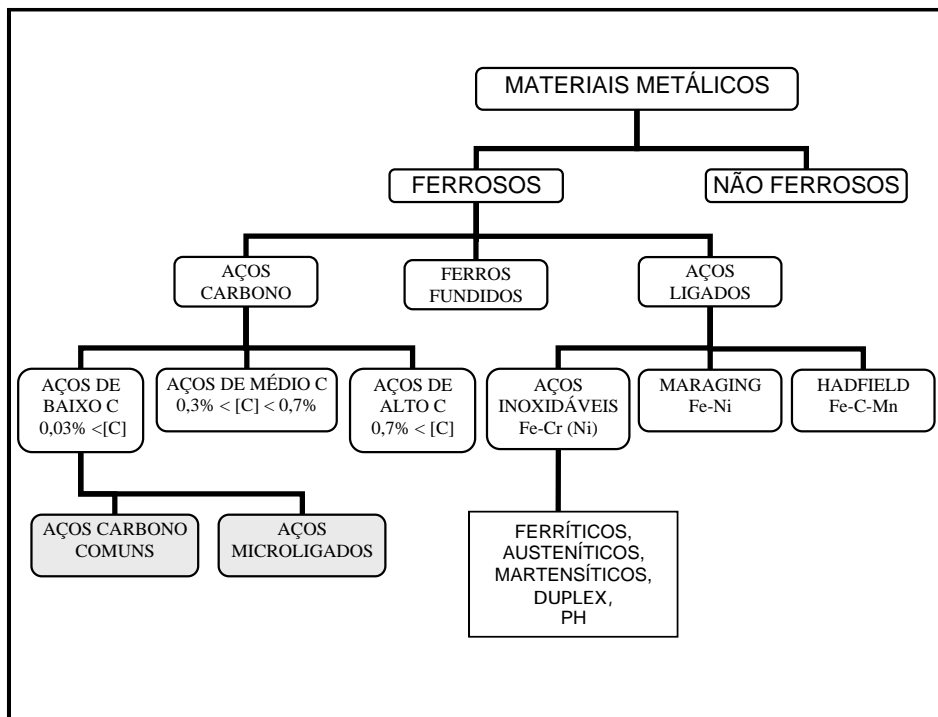 MATERIAIS METÁLICOS
FERROSOS
NÃO FERROSOS
AÇOS
CARBONO
FERROS
FUNDIDOS
AÇOS
LIGADOS
AÇOS DE
BAIXO C
0,03% <[C]
AÇOS DE MÉDIO C
0,3% < [C] < 0,7%
AÇOS DE
ALTO C
0,7% < [C]
AÇOS
INOXIDÁVEIS
Fe-Cr (Ni)
MARAGING
Fe-Ni
HADFIELD
Fe-C-Mn
AÇOS CARBONO
COMUNS
AÇOS
MICROLIGADOS
FERRÍTICOS,
AUSTENÍTICOS,
MARTENSÍTICOS,
DUPLEX,
PH